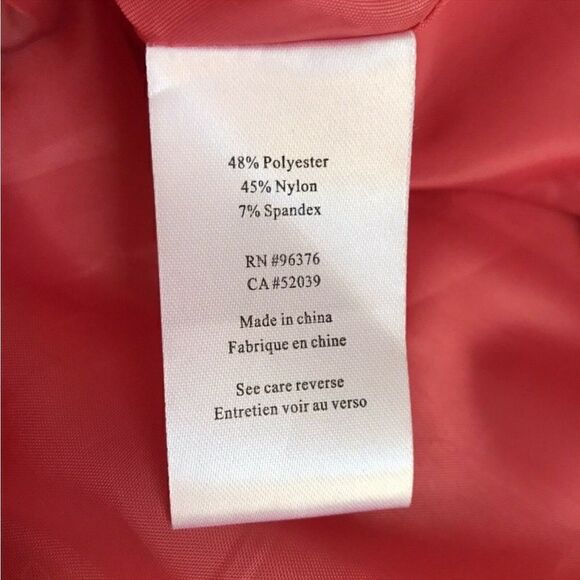 48% Polyester
45% Nylon
7% Spandex
RN #96376
CA #52039
Made in china
Fabrique en chine
See care reverse
Entretien voir au verso